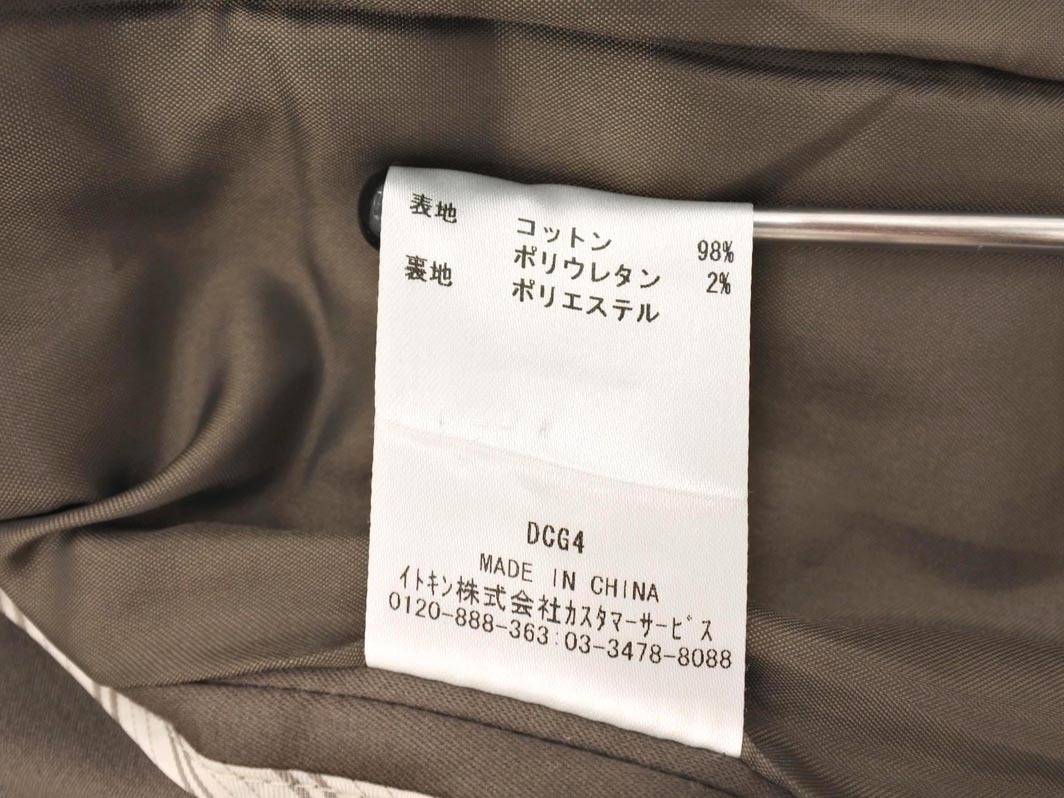 表地 コットン 98%
ポリウレタン 2%
裏地 ポリエステル
DCG4
MADE IN CHINA
イトキン株式会社カスタマーサービス
0120-888-363:03-3478-8088